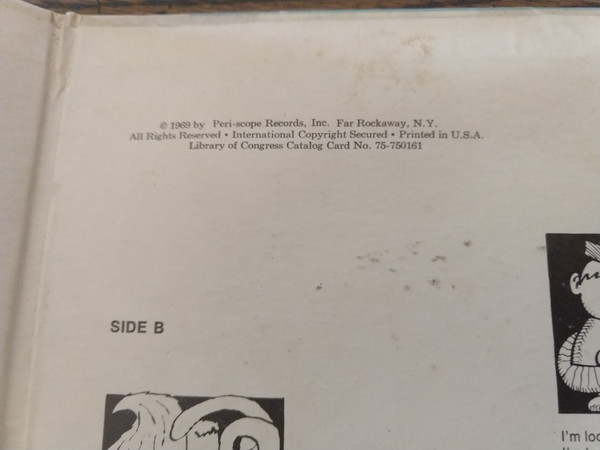 © 1969 by Peri-scope Records, Inc. Far Rockaway, N.Y.
All Rights Reserved • International Copyright Secured • Printed in U.S.A.
Library of Congress Catalog Card No. 75-750161
SIDE B
I'm